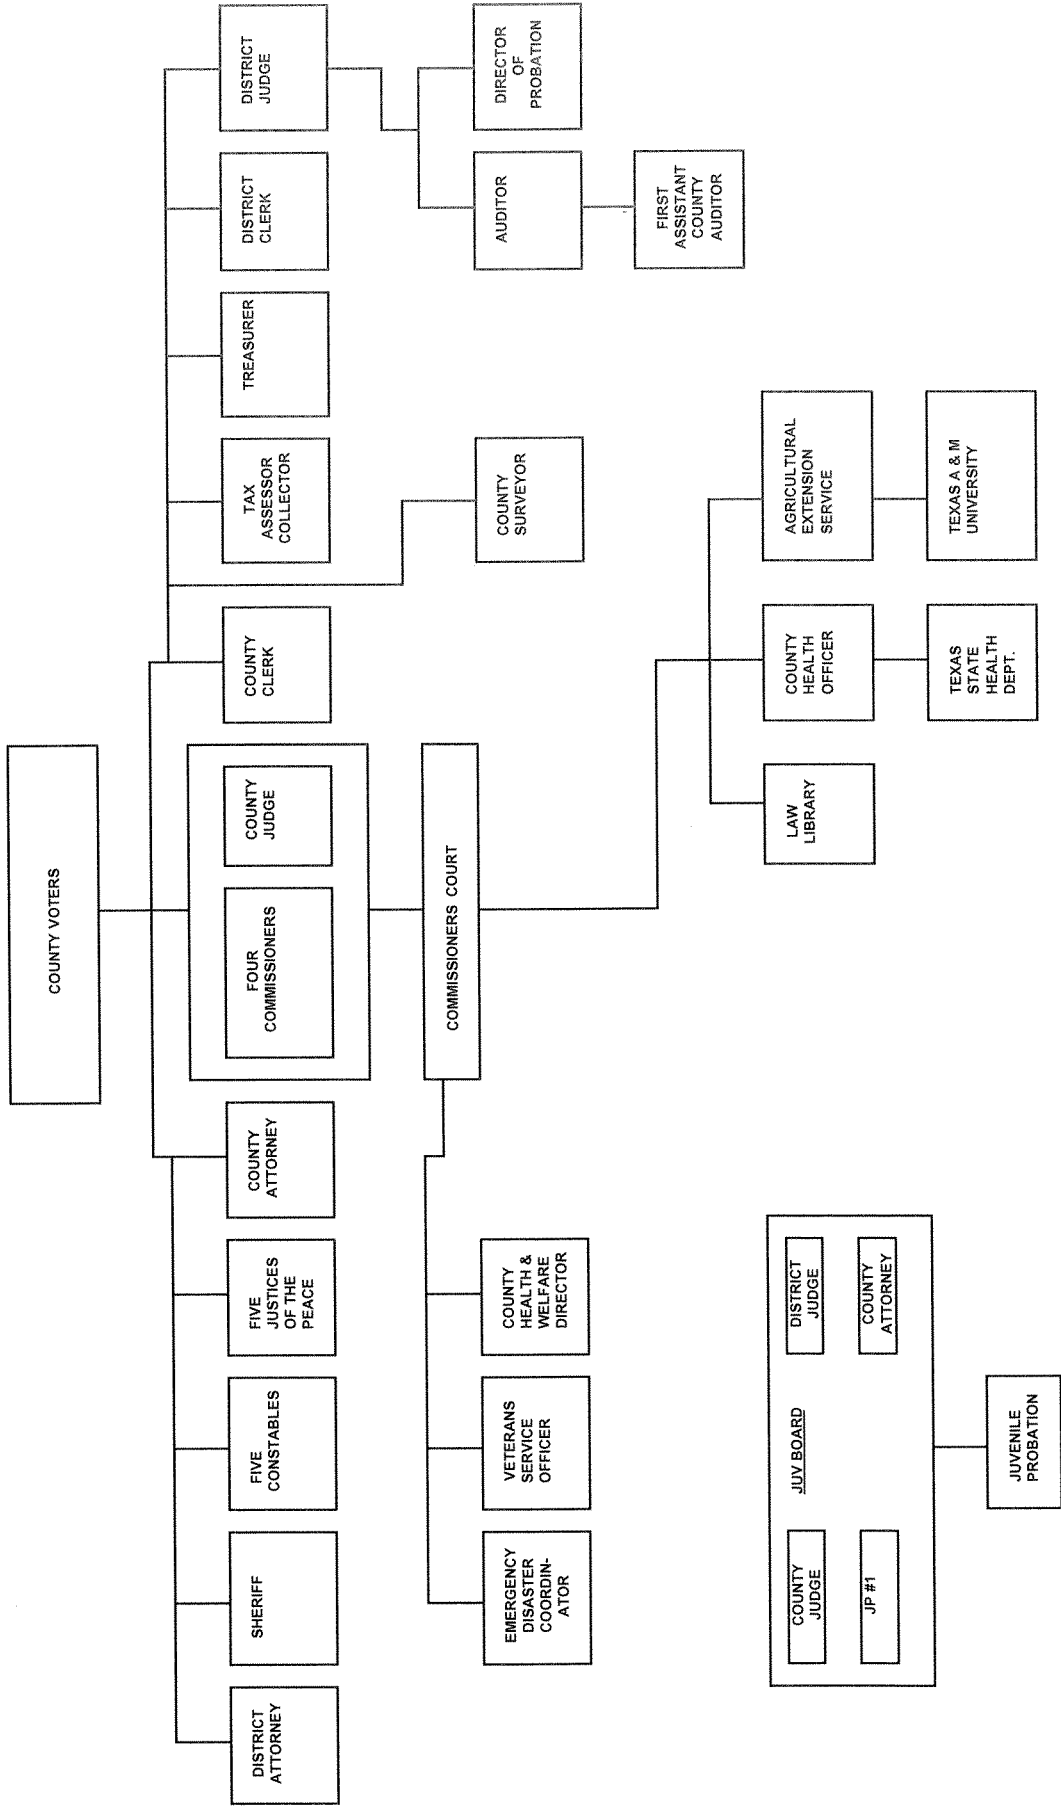 COUNTY VOTERS
DISTRICT
ATTORNEY
SHERIFF
FIVE
CONSTABLES
FIVE
JUSTICES
OF THE
PEACE
COUNTY
ATTORNEY
FOUR
COMMISSIONERS
COUNTY
JUDGE
COUNTY
CLERK
TAX
ASSESSOR
COLLECTOR
TREASURER
DISTRICT
CLERK
DISTRICT
JUDGE
COMMISSIONERS COURT
EMERGENCY
DISASTER
COORDIN-
ATOR
VETERANS
SERVICE
OFFICER
COUNTY
HEALTH &
WELFARE
DIRECTOR
COUNTY
SURVEYOR
AUDITOR
DIRECTOR
OF
PROBATION
FIRST
ASSISTANT
COUNTY
AUDITOR
LAW
LIBRARY
COUNTY
HEALTH
OFFICER
AGRICULTURAL
EXTENSION
SERVICE
TEXAS
STATE
HEALTH
DEPT.
TEXAS A & M
UNIVERSITY
COUNTY
JUDGE
JUV BOARD
DISTRICT
JUDGE
JP #1
COUNTY
ATTORNEY
JUVENILE
PROBATION